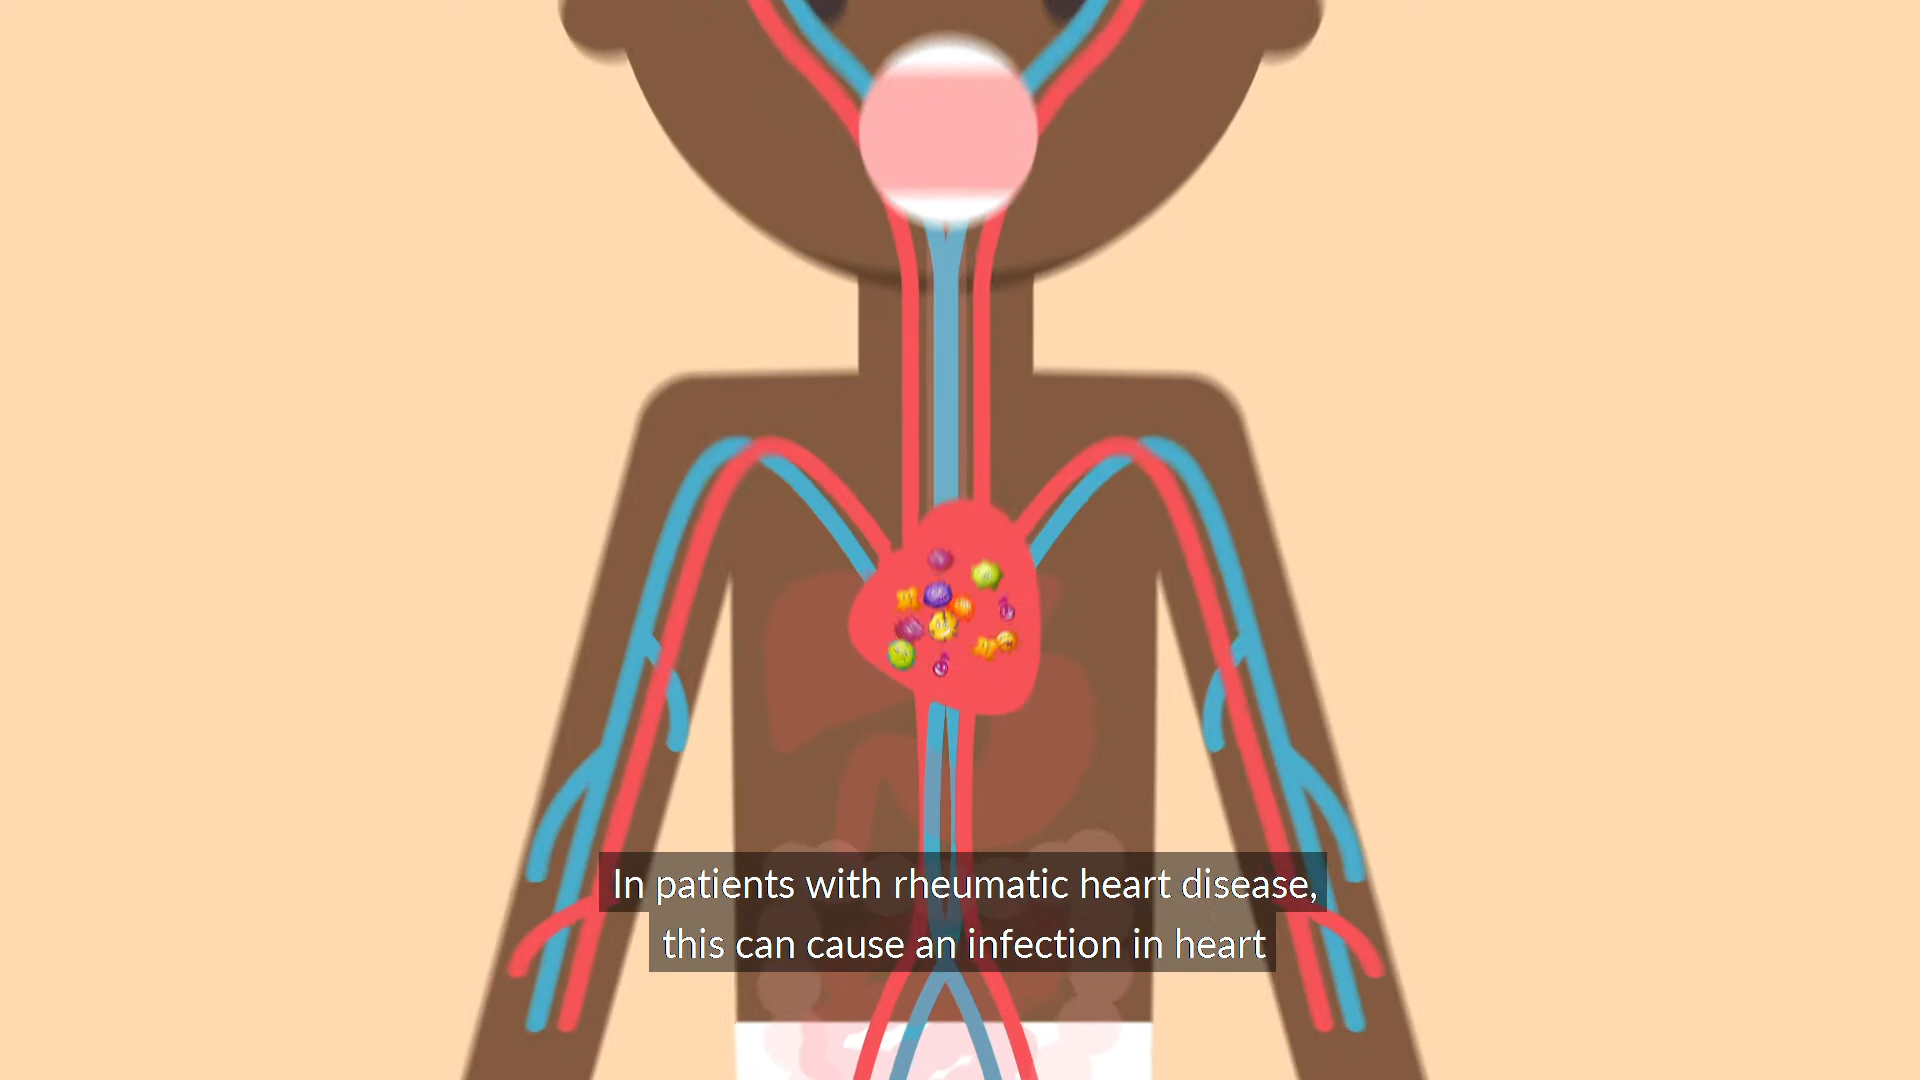 In patients with rheumatic heart disease,
this can cause an infection in heart